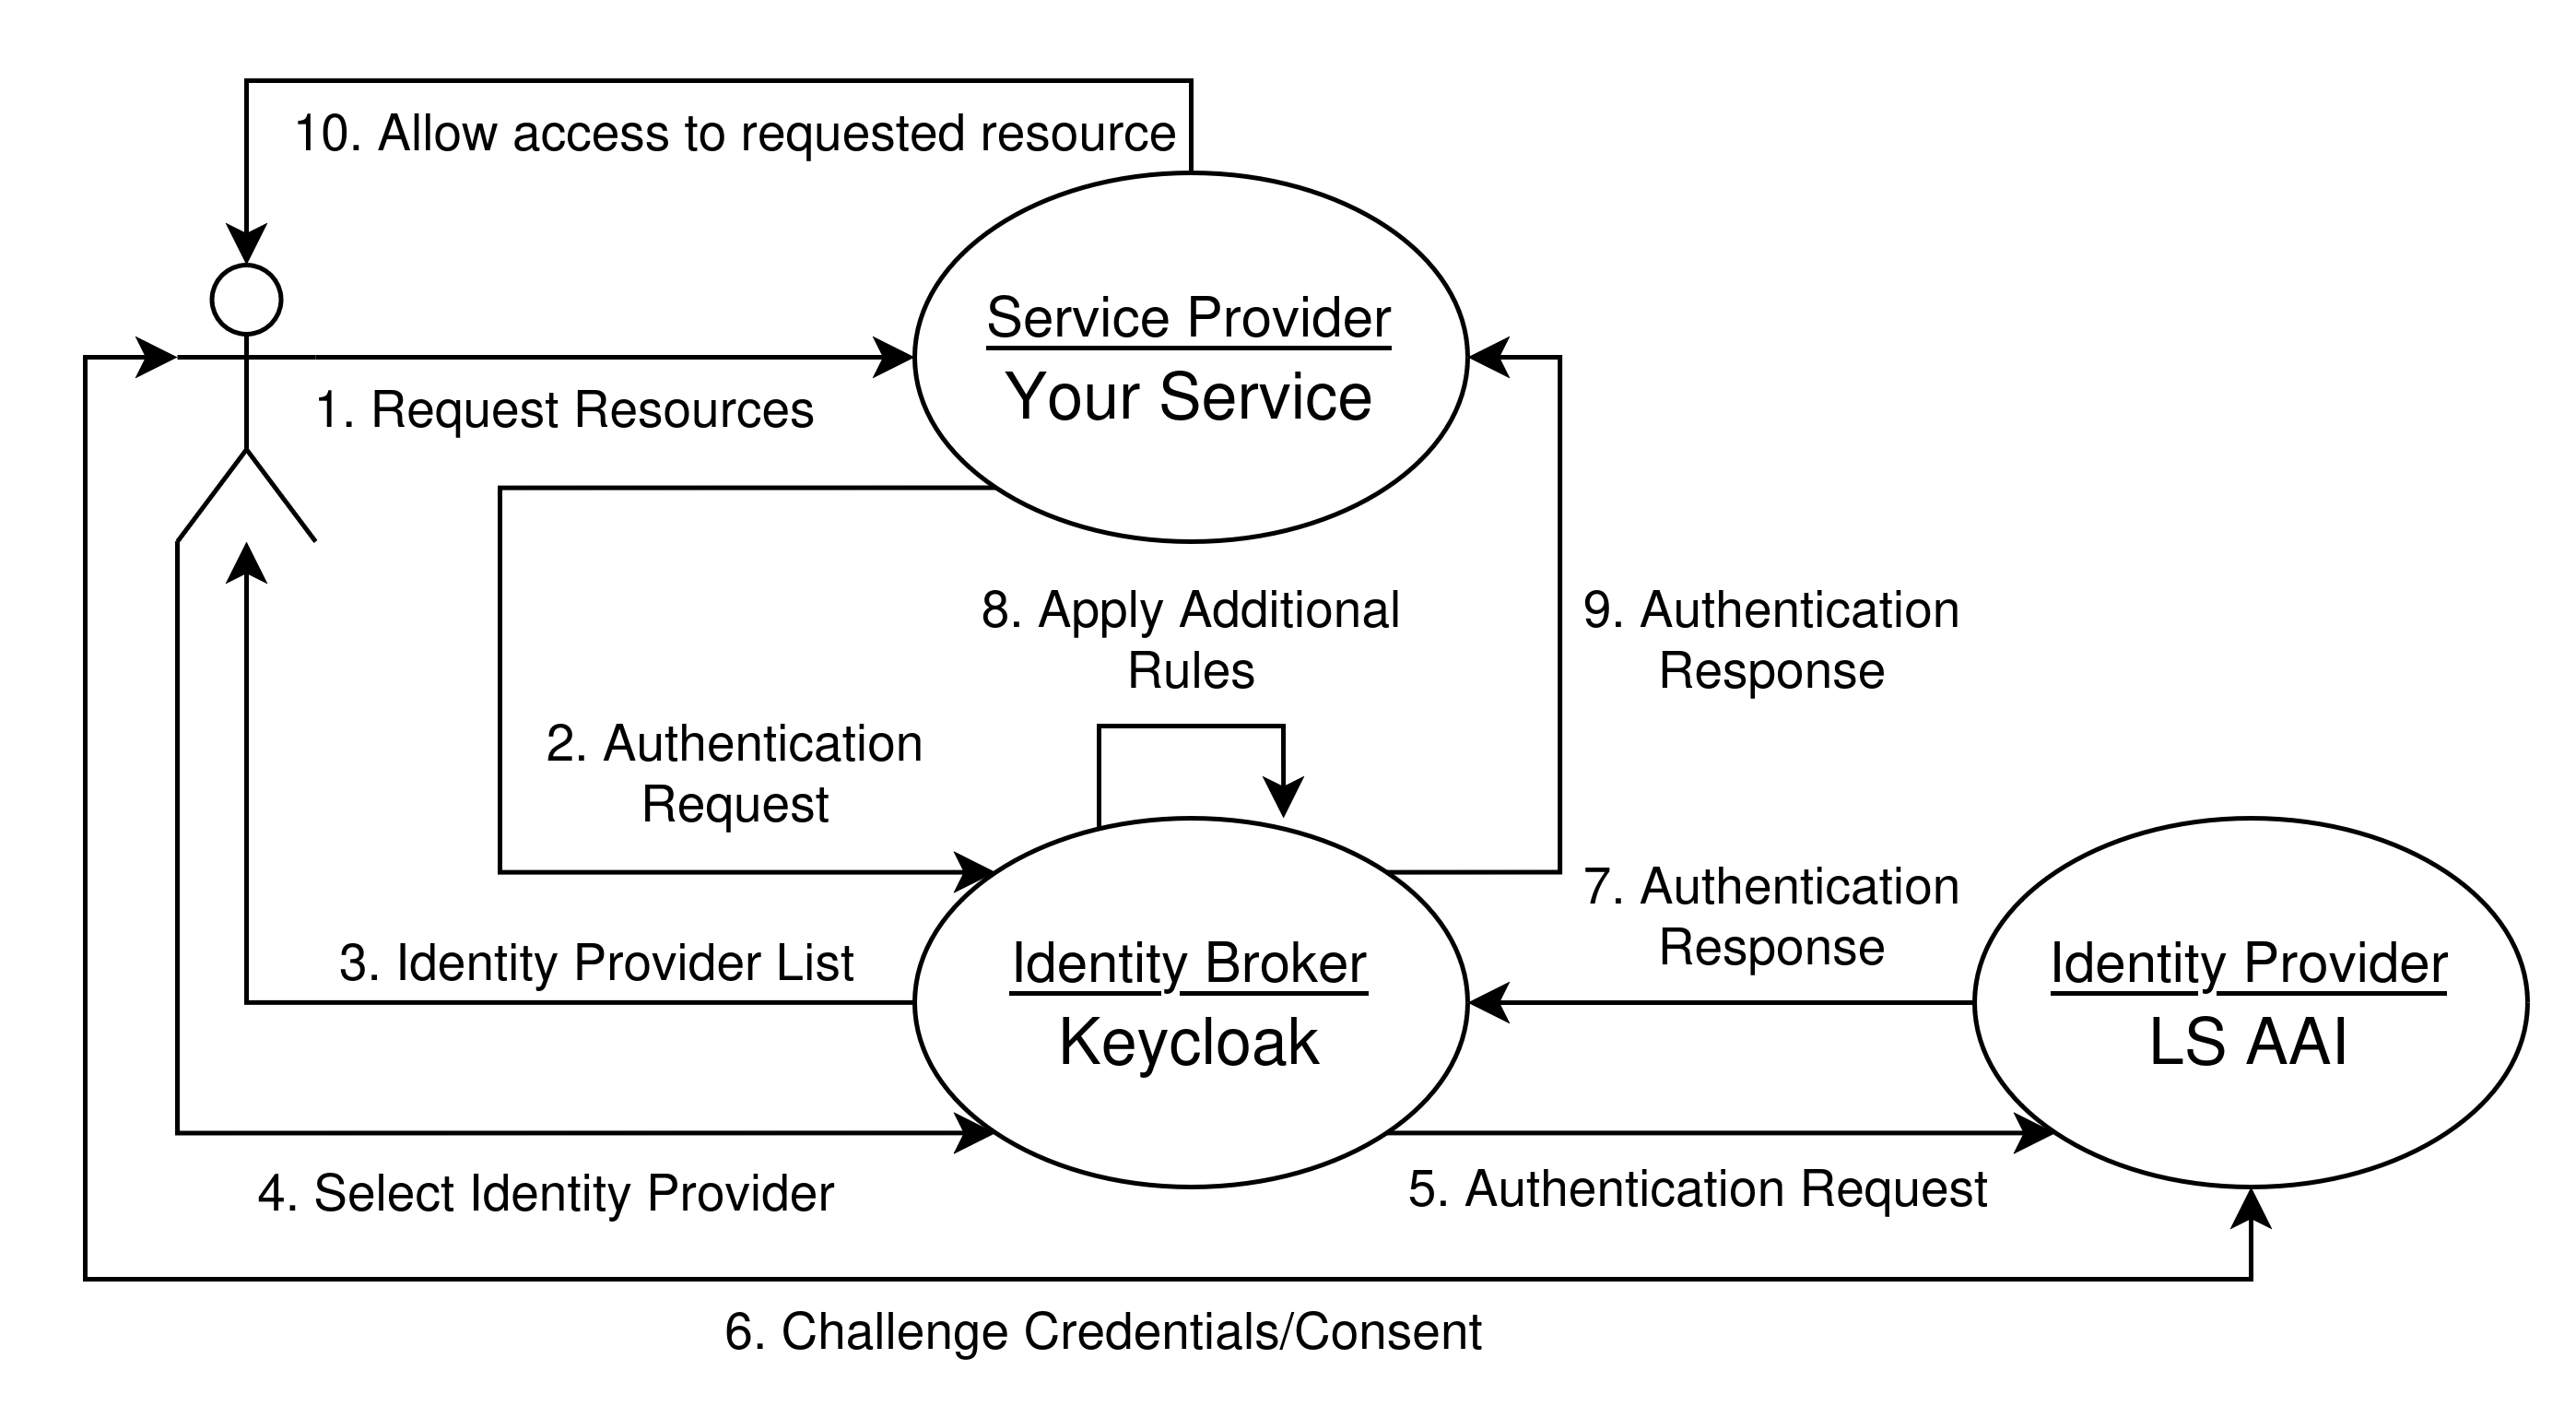 10. Allow access to requested resource
Service Provider
Your Service
1. Request Resources
8. Apply Additional
Rules
9. Authentication
Response
2. Authentication
Request
7. Authentication
Response
3. Identity Provider List
Identity Broker
Keycloak
Identity Provider
LS AAI
4. Select Identity Provider
5. Authentication Request
6. Challenge Credentials/Consent